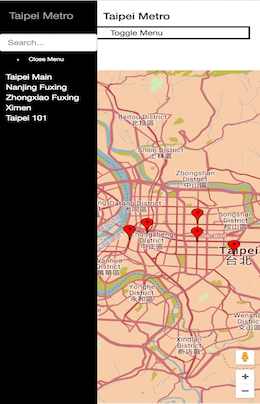 Taipei Metro
Search...
Close Menu
Taipei Main
Nanjing Fuxing
Zhongxiao Fuxing
Ximen
Taipei 101
Taipei Metro
Toggle Menu
Beitou District
北投區
Shilin District
士林區
Zhongshan
District
中山區
Datong District
大同區
Songshan
District
松山區
Zhongzheng
District
中正區
Taipei
台北
Wanhua
District
萬華區
Yonghe
District
永和區
Wenshan
District
文山區
Xindian
District
新店區
+
−